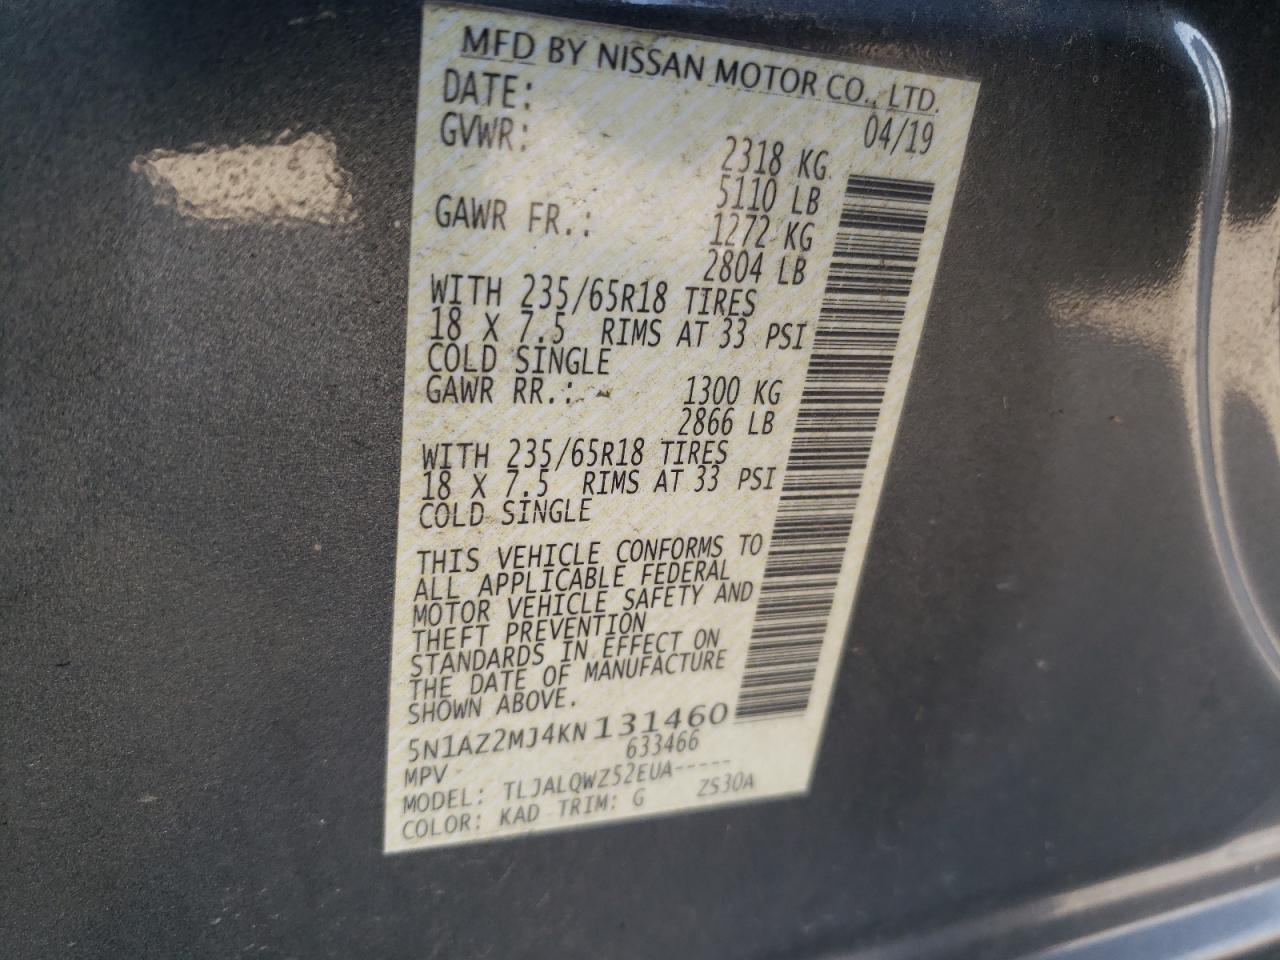 MFD BY NISSAN MOTOR CO., LTD.
DATE: 04/19
GVWR: 2318 KG
5110 LB
GAWR FR.: 1272 KG
2804 LB
WITH 235/65R18 TIRES
18 X 7.5 RIMS AT 33 PSI
COLD SINGLE
GAWR RR.: 1300 KG
2866 LB
WITH 235/65R18 TIRES
18 X 7.5 RIMS AT 33 PSI
COLD SINGLE
THIS VEHICLE CONFORMS TO
ALL APPLICABLE FEDERAL
MOTOR VEHICLE SAFETY AND
THEFT PREVENTION
STANDARDS IN EFFECT ON
THE DATE OF MANUFACTURE
SHOWN ABOVE.
5N1AZ2MJ4KN131460
MPV 633466
MODEL: TLJALQWZ52EUA-----
COLOR: KAD TRIM: G ZS30A